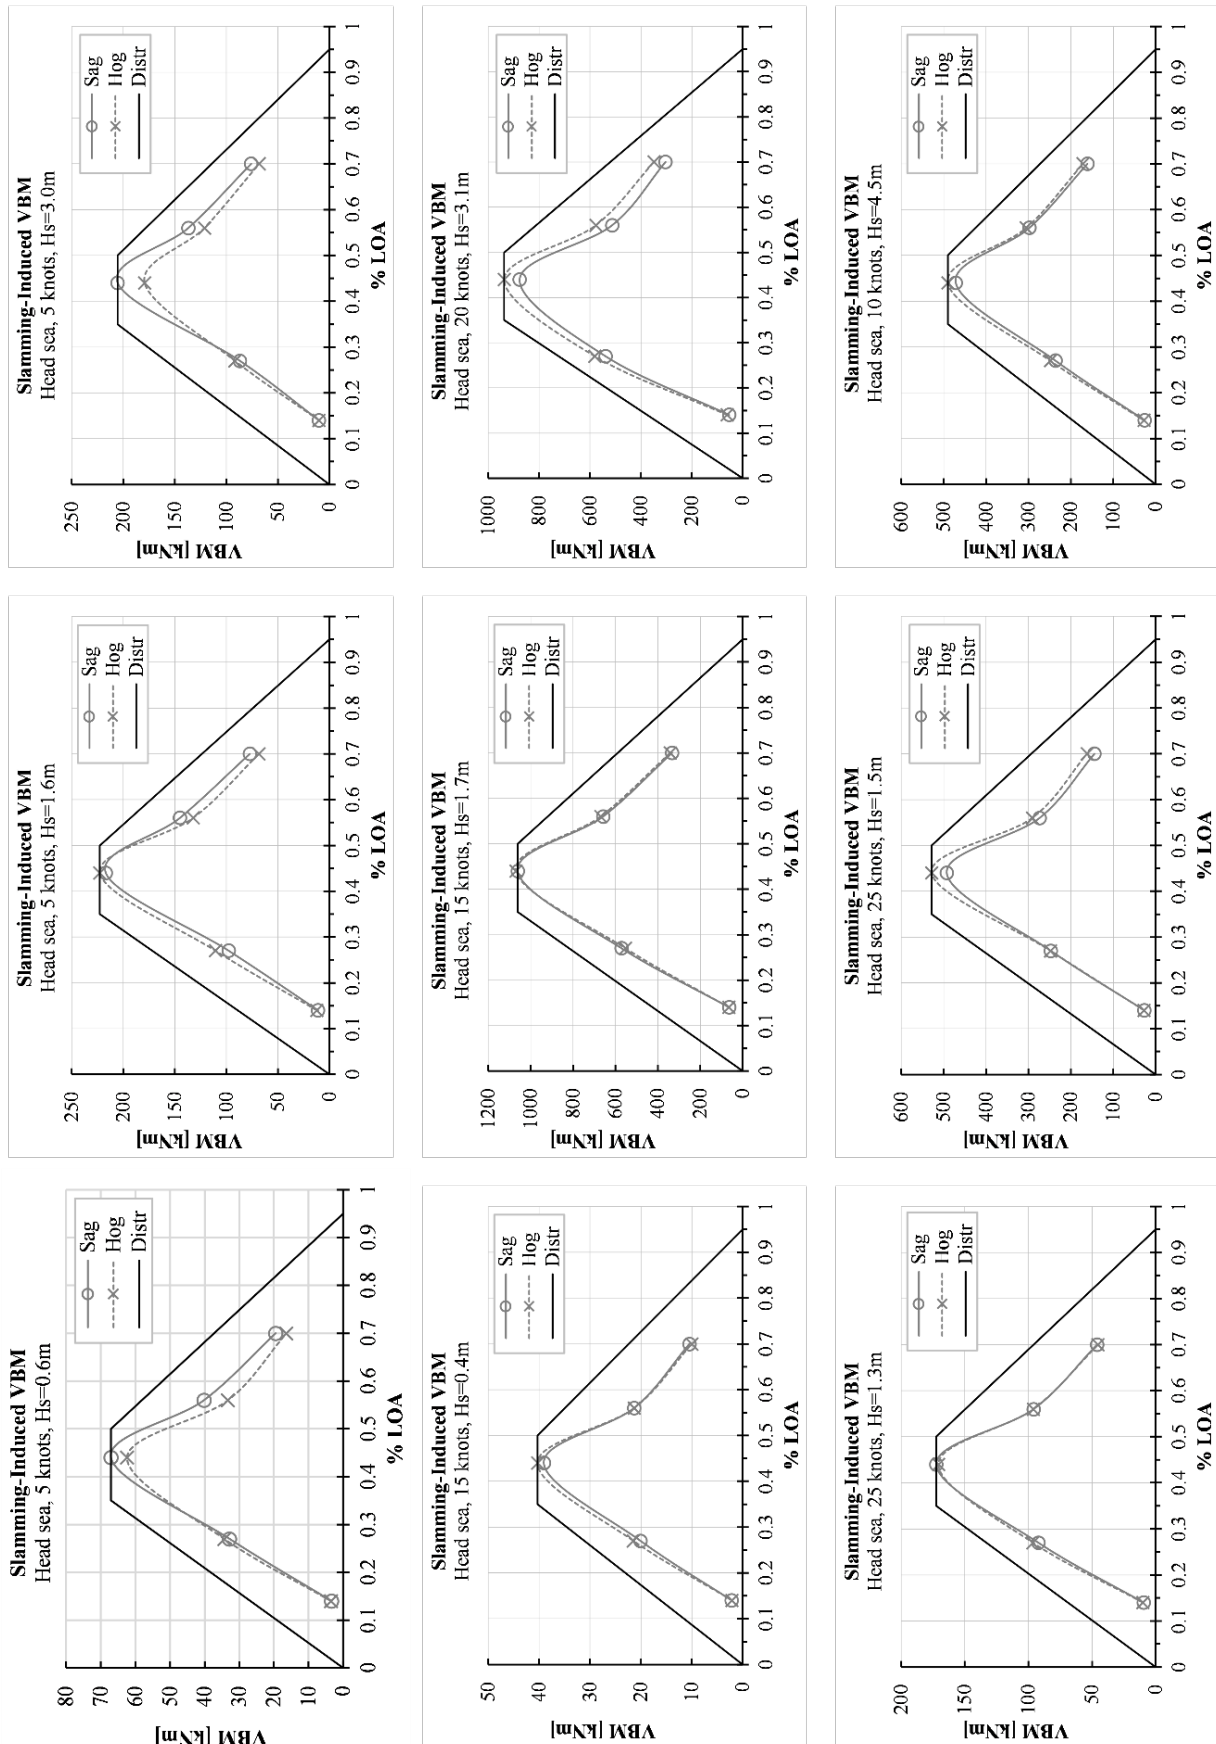 Slamming-Induced VBM
Head sea, 5 knots, Hs=0.6m
VBM [kNm]
80
70
60
50
40
30
20
10
0
Sag
Hog
Distr
0 0.1 0.2 0.3 0.4 0.5 0.6 0.7 0.8 0.9 1
% LOA
Slamming-Induced VBM
Head sea, 5 knots, Hs=1.6m
VBM [kNm]
250
200
150
100
50
0
Sag
Hog
Distr
0 0.1 0.2 0.3 0.4 0.5 0.6 0.7 0.8 0.9 1
% LOA
Slamming-Induced VBM
Head sea, 5 knots, Hs=3.0m
VBM [kNm]
250
200
150
100
50
0
Sag
Hog
Distr
0 0.1 0.2 0.3 0.4 0.5 0.6 0.7 0.8 0.9 1
% LOA
Slamming-Induced VBM
Head sea, 15 knots, Hs=0.4m
VBM [kNm]
50
40
30
20
10
0
Sag
Hog
Distr
0 0.1 0.2 0.3 0.4 0.5 0.6 0.7 0.8 0.9 1
% LOA
Slamming-Induced VBM
Head sea, 15 knots, Hs=1.7m
VBM [kNm]
1200
1000
800
600
400
200
0
Sag
Hog
Distr
0 0.1 0.2 0.3 0.4 0.5 0.6 0.7 0.8 0.9 1
% LOA
Slamming-Induced VBM
Head sea, 20 knots, Hs=3.1m
VBM [kNm]
1000
800
600
400
200
0
Sag
Hog
Distr
0 0.1 0.2 0.3 0.4 0.5 0.6 0.7 0.8 0.9 1
% LOA
Slamming-Induced VBM
Head sea, 25 knots, Hs=1.3m
VBM [kNm]
200
150
100
50
0
Sag
Hog
Distr
0 0.1 0.2 0.3 0.4 0.5 0.6 0.7 0.8 0.9 1
% LOA
Slamming-Induced VBM
Head sea, 25 knots, Hs=1.5m
VBM [kNm]
600
500
400
300
200
100
0
Sag
Hog
Distr
0 0.1 0.2 0.3 0.4 0.5 0.6 0.7 0.8 0.9 1
% LOA
Slamming-Induced VBM
Head sea, 10 knots, Hs=4.5m
VBM [kNm]
600
500
400
300
200
100
0
Sag
Hog
Distr
0 0.1 0.2 0.3 0.4 0.5 0.6 0.7 0.8 0.9 1
% LOA